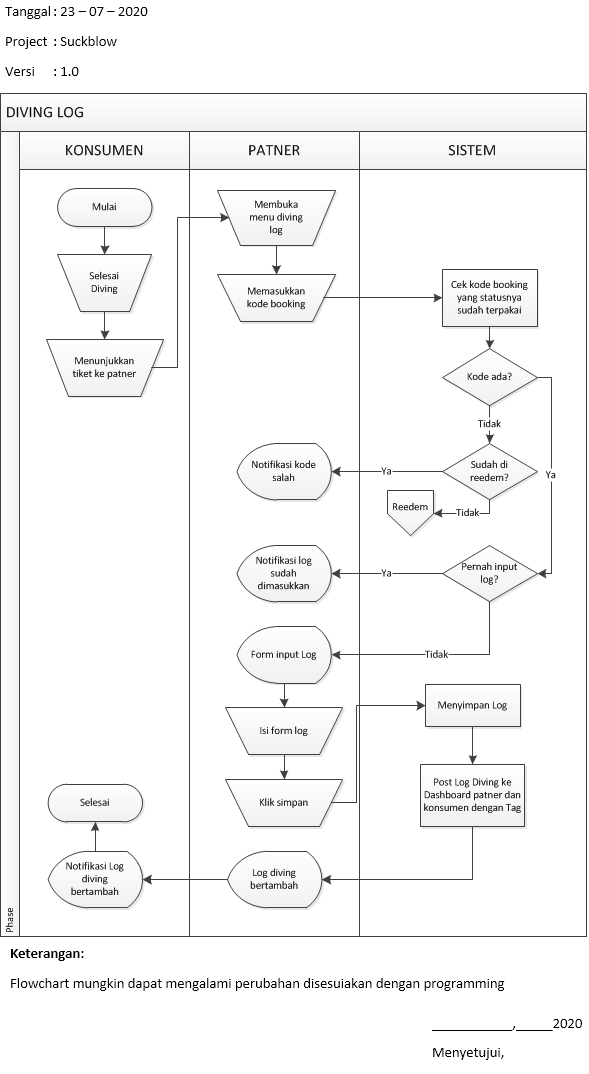 Tanggal : 23 – 07 – 2020
Project : Suckblow
Versi : 1.0
DIVING LOG
KONSUMEN
PATNER
SISTEM
Mulai
Selesai
Diving
Menunjukkan
tiket ke patner
Membuka
menu diving
log
Memasukkan
kode booking
Cek kode booking
yang statusnya
sudah terpakai
Kode ada?
Tidak
Ya
Sudah di
reedem?
Ya
Notifikasi kode
salah
Tidak
Reedem
Pernah input
log?
Ya
Notifikasi log
sudah
dimasukkan
Tidak
Form input Log
Isi form log
Klik simpan
Menyimpan Log
Post Log Diving ke
Dashboard patner dan
konsumen dengan Tag
Log diving
bertambah
Notifikasi Log
diving
bertambah
Selesai
Phase
Keterangan:
Flowchart mungkin dapat mengalami perubahan disesuiakan dengan programming
____________,_____2020
Menyetujui,